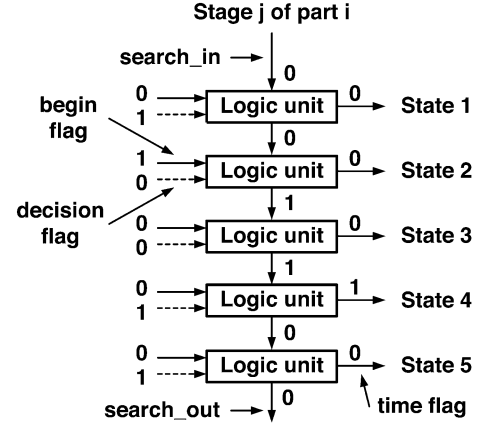 Stage j of part i
search_in
0
0
1
Logic unit
0
State 1
0
begin
flag
1
0
Logic unit
0
State 2
1
decision
flag
0
0
Logic unit
0
State 3
1
0
1
Logic unit
1
State 4
0
0
1
Logic unit
0
State 5
search_out
0
time flag